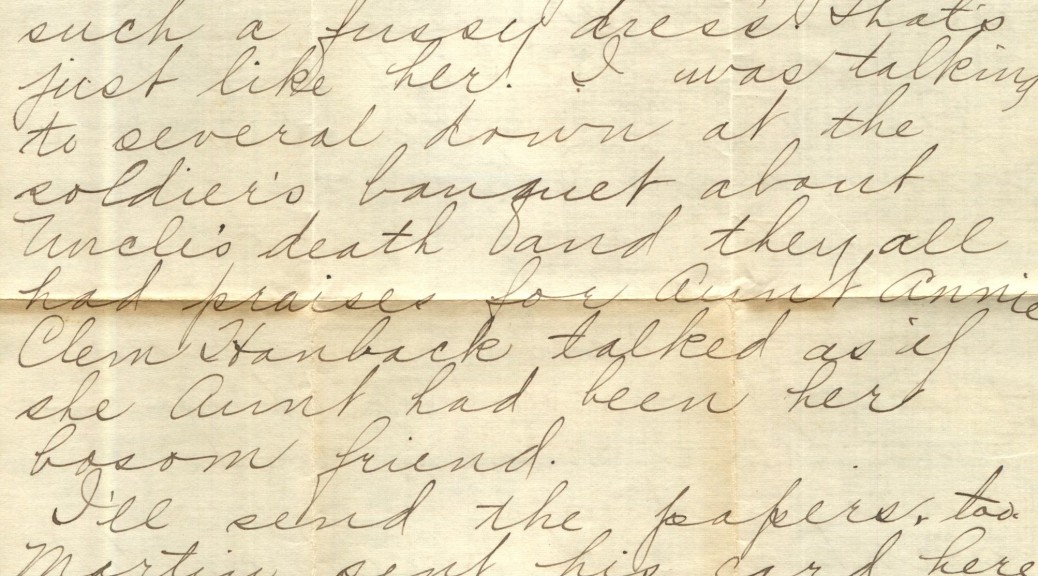 such a fussy dress! That's
just like her! I was talking
to several down at the
soldier's banquet about
Uncle's death and they all
had praises for Aunt Annie
Clem Hanback talked as if
she Aunt had been her
bosom friend.
I'll send the papers. too
Martin sent his card here